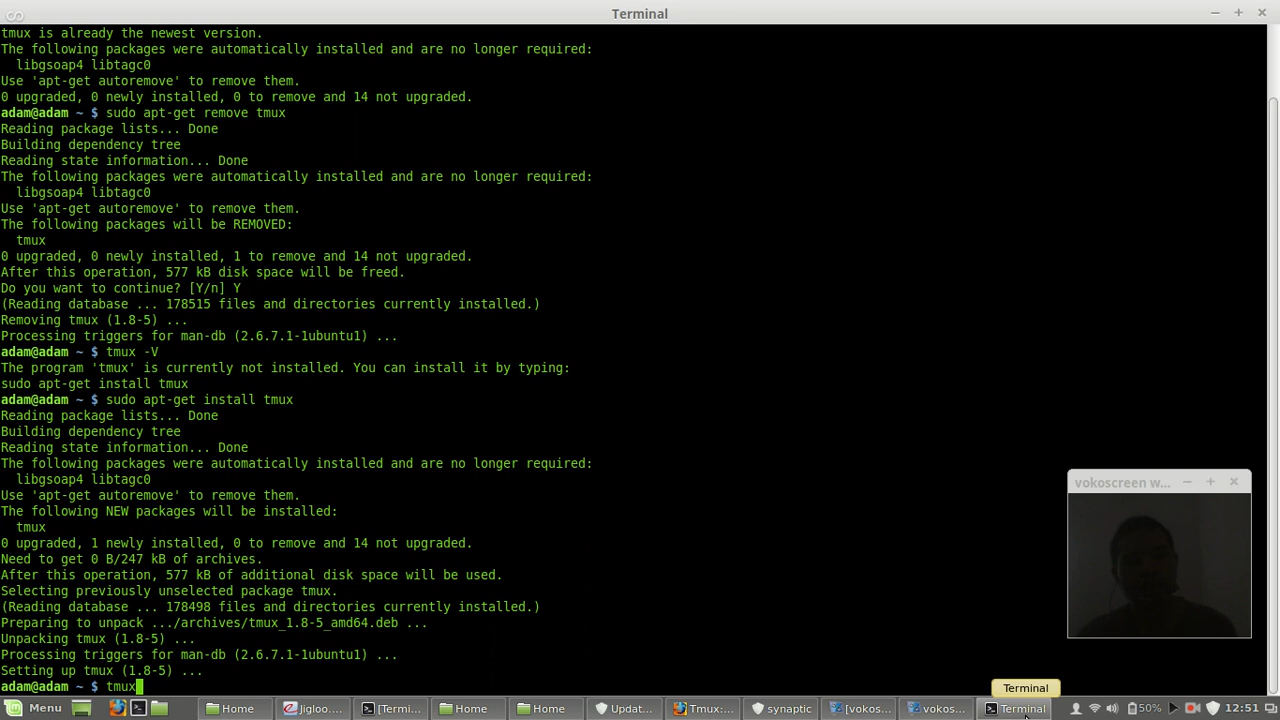 Terminal
tmux is already the newest version.
The following packages were automatically installed and are no longer required:
  libgsoap4 libtagc0
Use 'apt-get autoremove' to remove them.
0 upgraded, 0 newly installed, 0 to remove and 14 not upgraded.
adam@adam ~ $ sudo apt-get remove tmux
Reading package lists... Done
Building dependency tree
Reading state information... Done
The following packages were automatically installed and are no longer required:
  libgsoap4 libtagc0
Use 'apt-get autoremove' to remove them.
The following packages will be REMOVED:
  tmux
0 upgraded, 0 newly installed, 1 to remove and 14 not upgraded.
After this operation, 577 kB disk space will be freed.
Do you want to continue? [Y/n] Y
(Reading database ... 178515 files and directories currently installed.)
Removing tmux (1.8-5) ...
Processing triggers for man-db (2.6.7.1-1ubuntu1) ...
adam@adam ~ $ tmux -V
The program 'tmux' is currently not installed. You can install it by typing:
sudo apt-get install tmux
adam@adam ~ $ sudo apt-get install tmux
Reading package lists... Done
Building dependency tree
Reading state information... Done
The following packages were automatically installed and are no longer required:
  libgsoap4 libtagc0
Use 'apt-get autoremove' to remove them.
The following NEW packages will be installed:
  tmux
0 upgraded, 1 newly installed, 0 to remove and 14 not upgraded.
Need to get 0 B/247 kB of archives.
After this operation, 577 kB of additional disk space will be used.
Selecting previously unselected package tmux.
(Reading database ... 178498 files and directories currently installed.)
Preparing to unpack .../archives/tmux_1.8-5_amd64.deb ...
Unpacking tmux (1.8-5) ...
Processing triggers for man-db (2.6.7.1-1ubuntu1) ...
Setting up tmux (1.8-5) ...
adam@adam ~ $ tmux
vokoscreen w...
Terminal
Menu
Home
Jigloo....
[Termi...
Home
Home
Updat...
Tmux:...
synaptic
[vokos...
vokos...
Terminal
50%
12:51